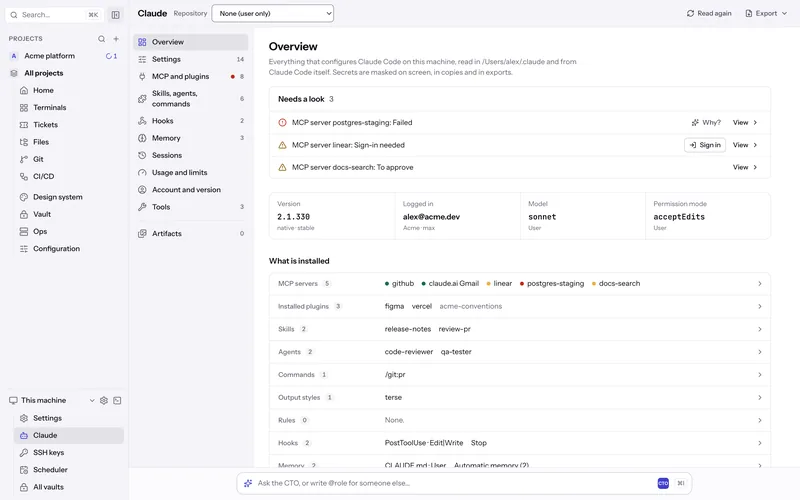 Search...
⌘K
PROJECTS
A
Acme platform
1
All projects
Home
Terminals
Tickets
Files
Git
CI/CD
Design system
Vault
Ops
Configuration
This machine
Settings
Claude
SSH keys
Scheduler
All vaults
Claude
Repository
None (user only)
Read again
Export
Overview
Settings 14
MCP and plugins 8
Skills, agents,
commands 6
Hooks 2
Memory 3
Sessions
Usage and limits
Account and version
Tools 3
Artifacts 0
Overview
Everything that configures Claude Code on this machine, read in /Users/alex/.claude and from
Claude Code itself. Secrets are masked on screen, in copies and in exports.
Needs a look 3
MCP server postgres-staging: Failed Why? View
MCP server linear: Sign-in needed Sign in View
MCP server docs-search: To approve View
Version
2.1.330
native · stable
Logged in
alex@acme.dev
Acme · max
Model
sonnet
User
Permission mode
acceptEdits
User
What is installed
MCP servers 5 github claude.ai Gmail linear postgres-staging docs-search
Installed plugins 3 figma vercel acme-conventions
Skills 2 release-notes review-pr
Agents 2 code-reviewer qa-tester
Commands 1 /git:pr
Output styles 1 terse
Rules 0 None.
Hooks 2 PostToolUse · Edit|Write Stop
Memory 2 CLAUDE.md · User Automatic memory (2)
Ask the CTO, or write @role for someone else...
CTO
⌘I